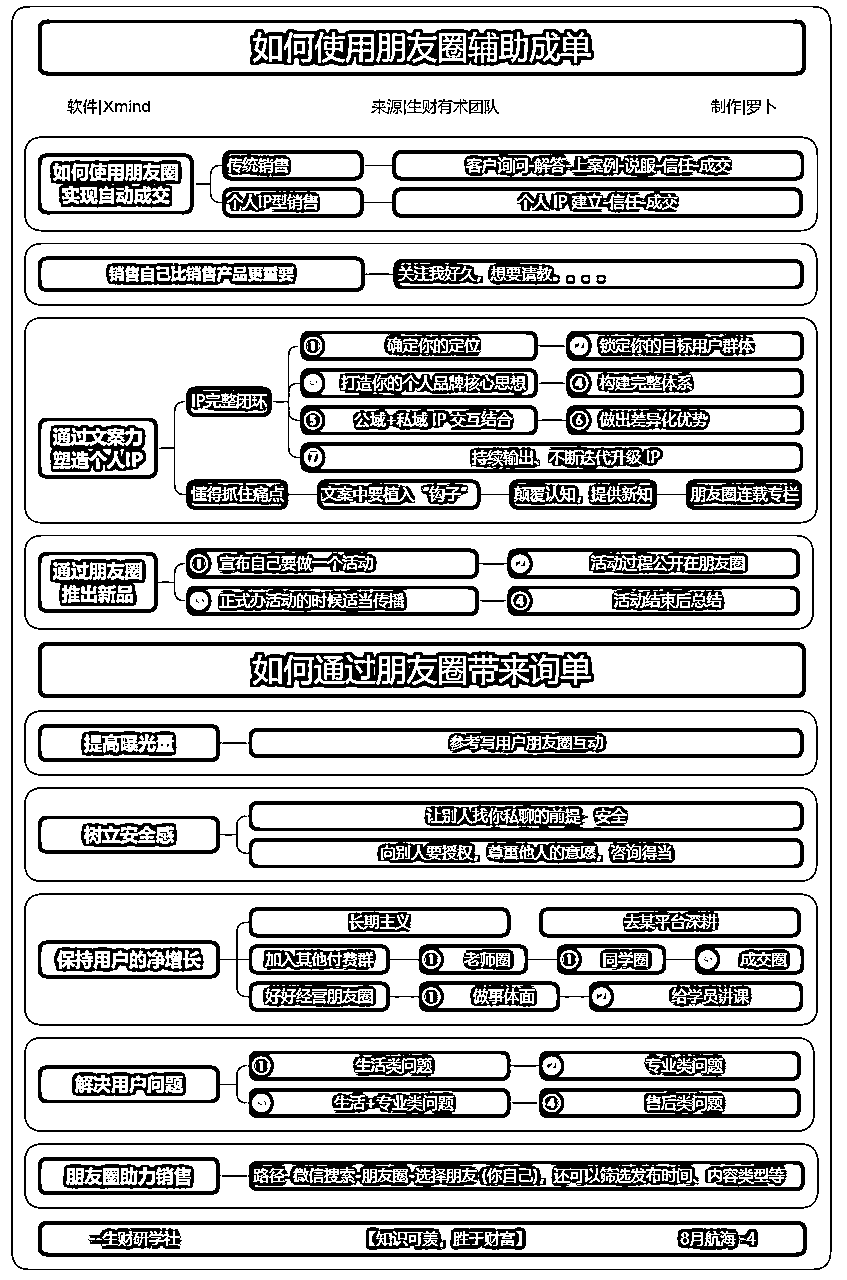 如何使用朋友圈辅助成单
软件|Xmind 来源|生财有术团队 制作|罗卜
如何使用朋友圈
实现自动成交
传统销售 客户询问-解答-上案例-说服-信任-成交
个人IP型销售 个人 IP 建立-信任-成交
销售自己比销售产品更重要 关注我好久，想要请教。。。。
通过文案力
塑造个人IP
IP完整闭环
① 确定你的定位 ② 锁定你的目标用户群体
③ 打造你的个人品牌核心思想 ④ 构建完整体系
⑤ 公域+私域 IP 交互结合 ⑥ 做出差异化优势
⑦ 持续输出、不断迭代升级 IP
懂得抓住痛点 文案中要植入“钩子” 颠覆认知，提供新知 朋友圈连载专栏
通过朋友圈
推出新品
① 宣布自己要做一个活动 ② 活动过程公开在朋友圈
③ 正式办活动的时候适当传播 ④ 活动结束后总结
如何通过朋友圈带来询单
提高曝光量 参考写用户朋友圈互动
树立安全感
让别人找你私聊的前提- 安全
向别人要授权，尊重他人的意愿，咨询得当
保持用户的净增长
长期主义 去某平台深耕
加入其他付费群 ① 老师圈 ① 同学圈 ③ 成交圈
好好经营朋友圈 ① 做事体面 ② 给学员讲课
解决用户问题
① 生活类问题 ② 专业类问题
③ 生活+专业类问题 ④ 售后类问题
朋友圈助力销售 路径-微信搜索-朋友圈-选择朋友 (你自己)，还可以筛选发布时间、内容类型等
—生财研学社 【知识可羡，胜于财富】 8月航海 -4